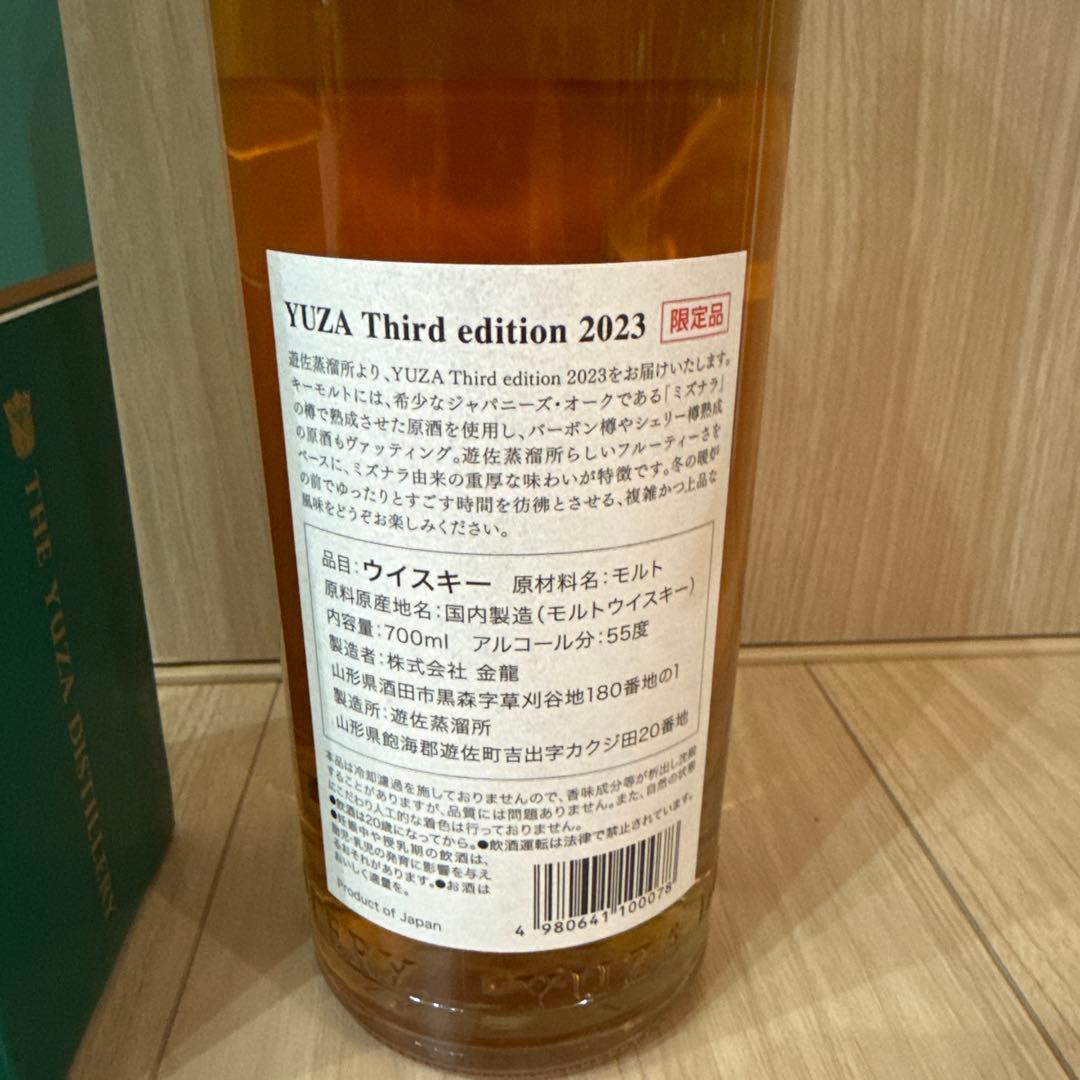 YUZA Third edition 2023 限定品
遊佐蒸溜所より、YUZA Third edition 2023をお届けいたします。
キーモルトには、希少なジャパニーズ・オークである「ミズナラ」
の樽で熟成させた原酒を使用し、バーボン樽やシェリー樽熟成
の原酒もヴァッティング。遊佐蒸溜所らしいフルーティーさを
ベースに、ミズナラ由来の重厚な味わいが特徴です。冬の暖炉
の前でゆったりとすごす時間を彷彿とさせる、複雑かつ上品な
風味をどうぞお楽しみください。
品目：ウイスキー 原材料名：モルト
原料原産地名：国内製造（モルトウイスキー）
内容量：700ml アルコール分：55度
製造者：株式会社 金龍
山形県酒田市黒森字草刈谷地180番地の1
製造所：遊佐蒸溜所
山形県飽海郡遊佐町吉出字カクジ田20番地
本品は冷却濾過を施しておりませんので、香味成分等が析出し沈殿
することがありますが、品質には問題ありません。また、自然の状態
にこだわり人工的な着色は行っておりません。
●飲酒は20歳になってから。●飲酒運転は法律で禁止されています。
●妊娠中や授乳期の飲酒は、
胎児・乳児の発育に影響を与え
るおそれがあります。●お酒は
おいしく適量を。
Product of Japan
4 980641 100078
THE YUZA DISTILLERY
YUZA